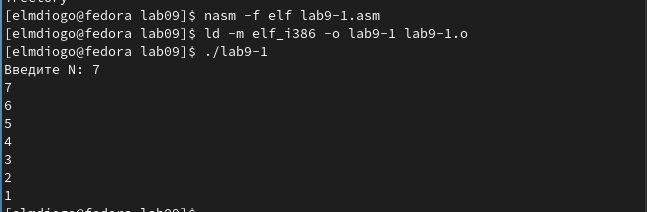 [elmdiogo@fedora lab09]$ nasm -f elf lab9-1.asm
[elmdiogo@fedora lab09]$ ld -m elf_i386 -o lab9-1 lab9-1.o
[elmdiogo@fedora lab09]$ ./lab9-1
Введите N: 7
7
6
5
4
3
2
1
[elmdiogo@fedora lab09]$